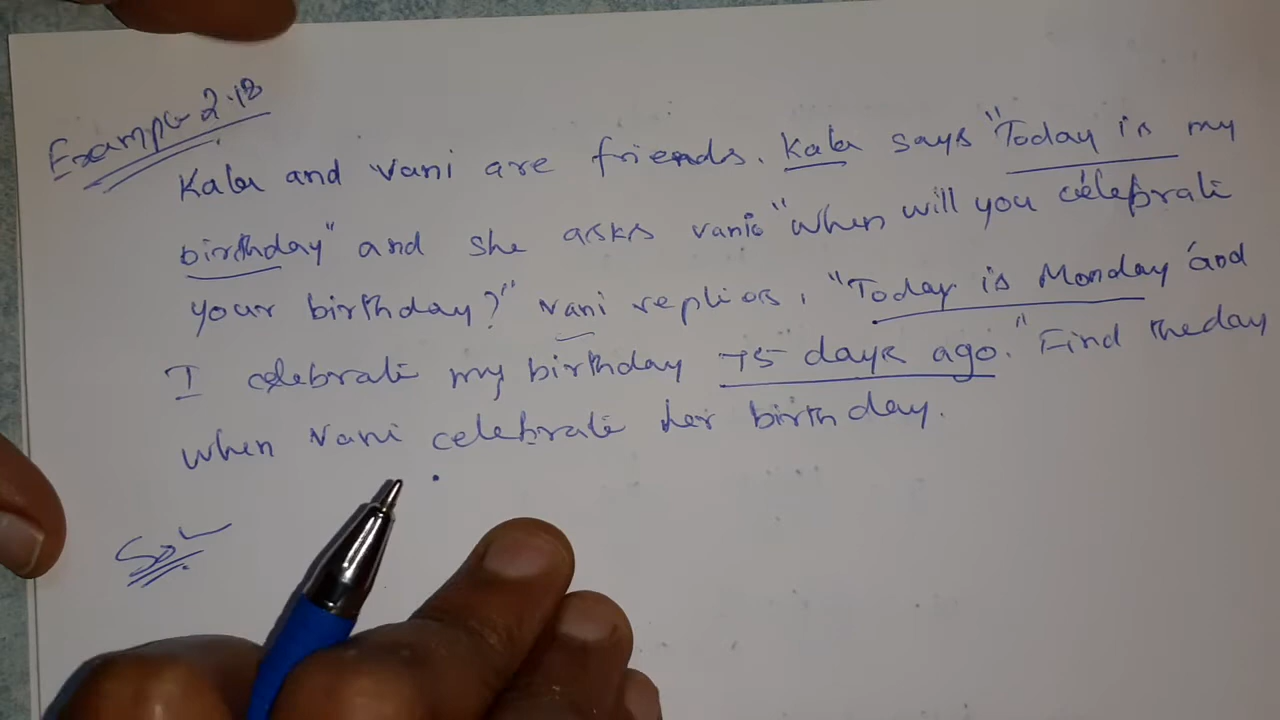 Example 2.18
Kala and Vani are friends. Kala says "Today is my
birthday" and she asks vani "When will you celebrate
your birthday?" Vani replies, "Today is Monday and
I celebrate my birthday 75 days ago." Find the day
when Vani celebrate her birthday.
Sol